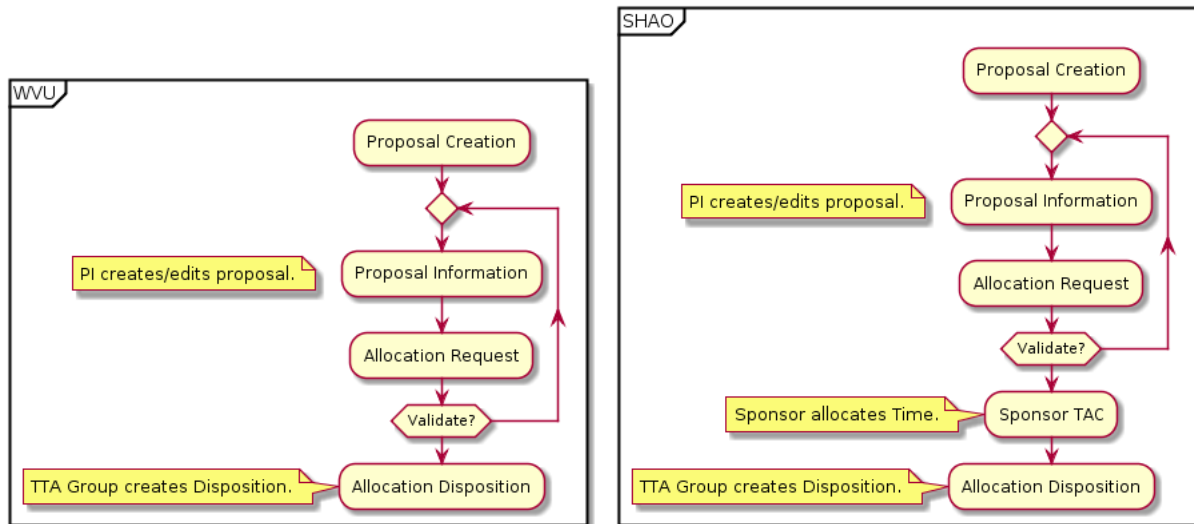 WVU
Proposal Creation
PI creates/edits proposal.
Proposal Information
Allocation Request
Validate?
TTA Group creates Disposition.
Allocation Disposition
SHAO
Proposal Creation
PI creates/edits proposal.
Proposal Information
Allocation Request
Validate?
Sponsor allocates Time.
Sponsor TAC
TTA Group creates Disposition.
Allocation Disposition